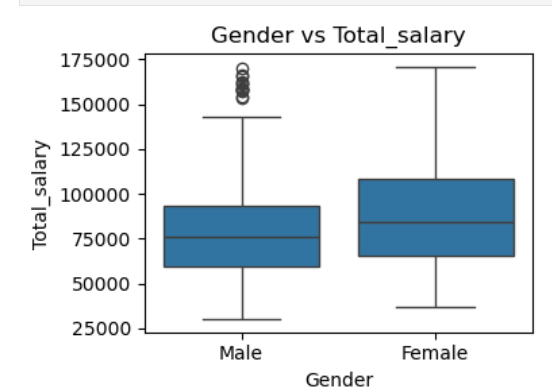 Gender vs Total_salary
175000
150000
125000
100000
75000
50000
25000
Total_salary
Male Female
Gender